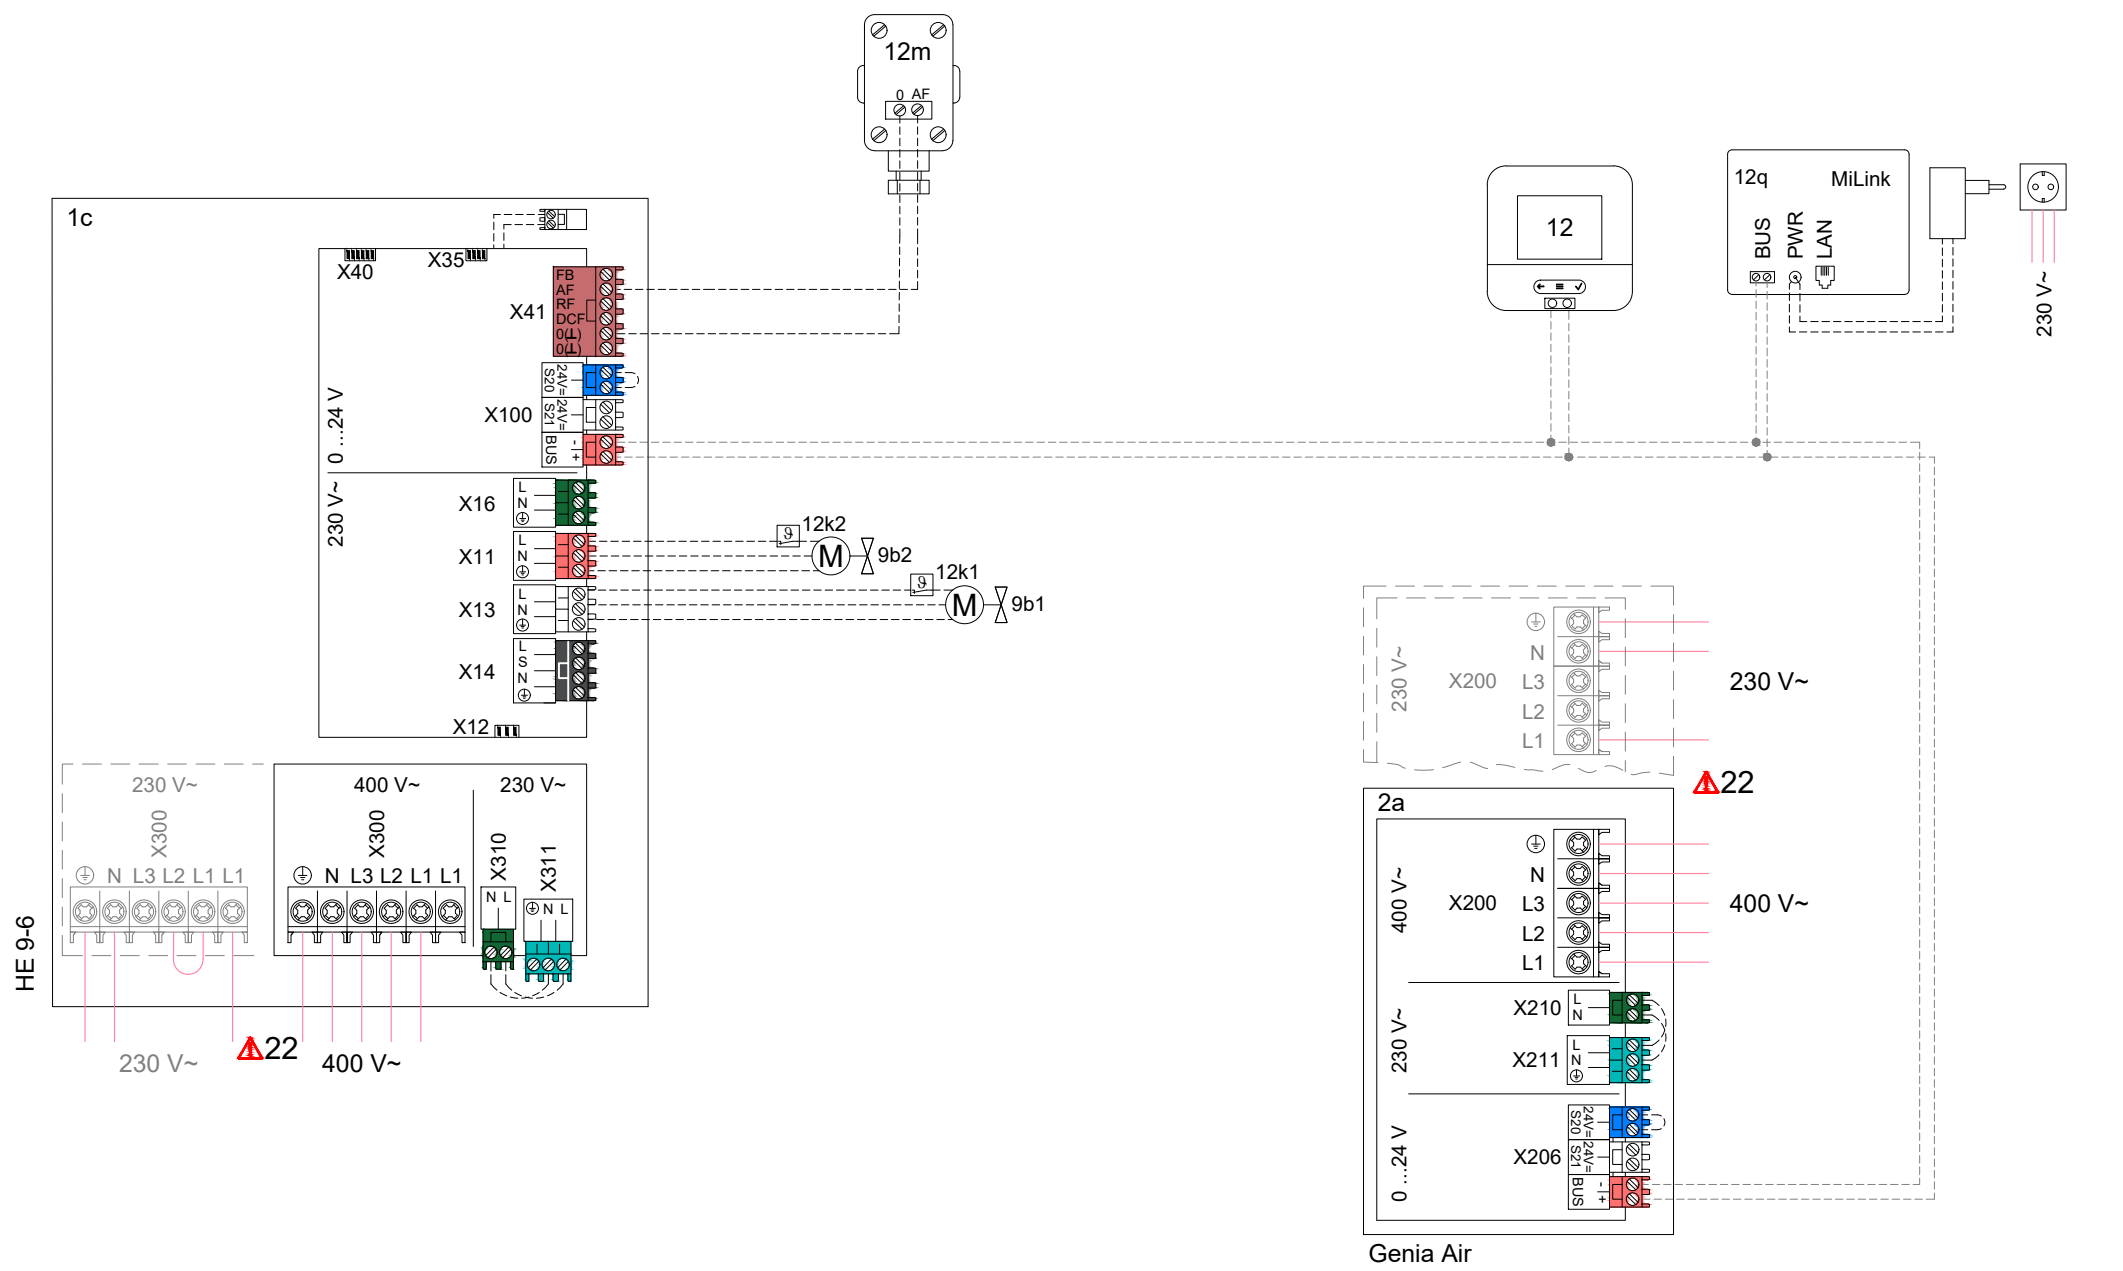 12m
0 AF
1c
X40
X35
X41
FB
AF
RF
DCF
0(⊥)
0(⊥)
X100
S20 24V=
S21 24V=
BUS - +
0 ...24 V
230 V~
X16
L
N
X11
L
N
X13
L
N
X14
L
S
N
X12
12k2
M
9b2
12k1
M
9b1
230 V~
X300
N L3 L2 L1 L1
400 V~
X300
N L3 L2 L1 L1
230 V~
X310
N L
X311
N L
HE 9-6
230 V~
22
400 V~
12
12q
MiLink
BUS
PWR
LAN
230 V~
230 V~
X200
N
L3
L2
L1
230 V~
22
2a
400 V~
X200
N
L3
L2
L1
400 V~
230 V~
X210
L
N
X211
L
N
0 ...24 V
X206
S20 24V=
S21 24V=
BUS - +
Genia Air